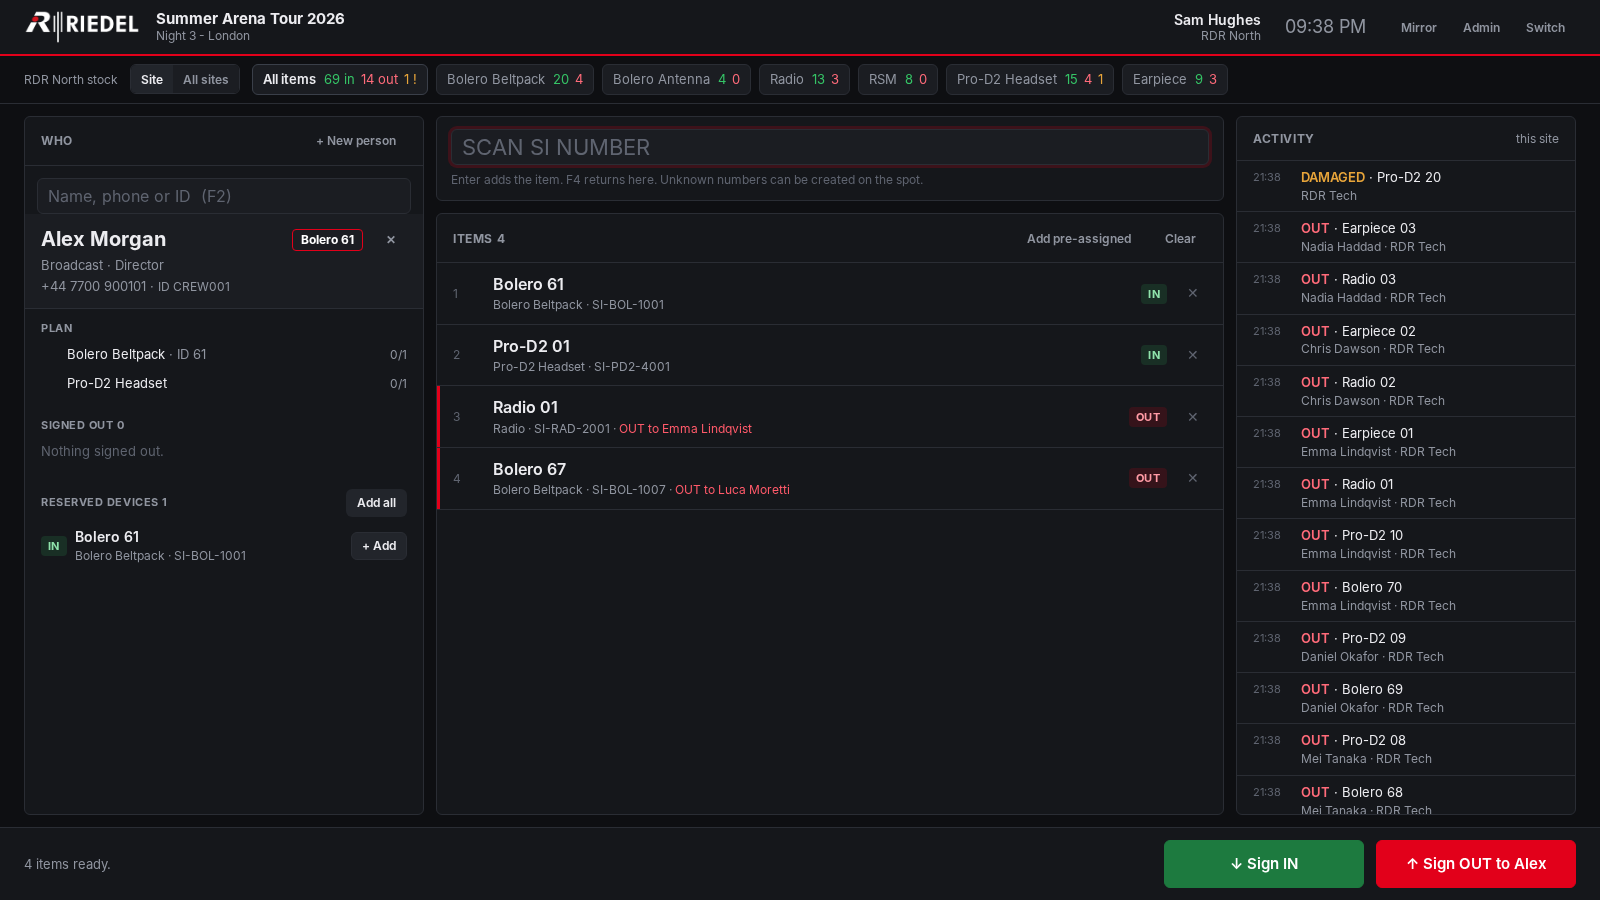 RIEDEL
Summer Arena Tour 2026
Night 3 - London
Sam Hughes
RDR North
09:38 PM
Mirror
Admin
Switch
RDR North stock
Site
All sites
All items 69 in 14 out 1 !
Bolero Beltpack 20 4
Bolero Antenna 4 0
Radio 13 3
RSM 8 0
Pro-D2 Headset 15 4 1
Earpiece 9 3
WHO
+ New person
Name, phone or ID (F2)
Alex Morgan
Bolero 61
×
Broadcast · Director
+44 7700 900101 · ID CREW001
PLAN
Bolero Beltpack · ID 61 0/1
Pro-D2 Headset 0/1
SIGNED OUT 0
Nothing signed out.
RESERVED DEVICES 1
Add all
IN
Bolero 61
Bolero Beltpack · SI-BOL-1001
+ Add
SCAN SI NUMBER
Enter adds the item. F4 returns here. Unknown numbers can be created on the spot.
ITEMS 4
Add pre-assigned
Clear
1
Bolero 61
Bolero Beltpack · SI-BOL-1001
IN ×
2
Pro-D2 01
Pro-D2 Headset · SI-PD2-4001
IN ×
3
Radio 01
Radio · SI-RAD-2001 · OUT to Emma Lindqvist
OUT ×
4
Bolero 67
Bolero Beltpack · SI-BOL-1007 · OUT to Luca Moretti
OUT ×
ACTIVITY
this site
21:38 DAMAGED · Pro-D2 20
RDR Tech
21:38 OUT · Earpiece 03
Nadia Haddad · RDR Tech
21:38 OUT · Radio 03
Nadia Haddad · RDR Tech
21:38 OUT · Earpiece 02
Chris Dawson · RDR Tech
21:38 OUT · Radio 02
Chris Dawson · RDR Tech
21:38 OUT · Earpiece 01
Emma Lindqvist · RDR Tech
21:38 OUT · Radio 01
Emma Lindqvist · RDR Tech
21:38 OUT · Pro-D2 10
Emma Lindqvist · RDR Tech
21:38 OUT · Bolero 70
Emma Lindqvist · RDR Tech
21:38 OUT · Pro-D2 09
Daniel Okafor · RDR Tech
21:38 OUT · Bolero 69
Daniel Okafor · RDR Tech
21:38 OUT · Pro-D2 08
Mei Tanaka · RDR Tech
21:38 OUT · Bolero 68
Mei Tanaka · RDR Tech
4 items ready.
↓ Sign IN
↑ Sign OUT to Alex